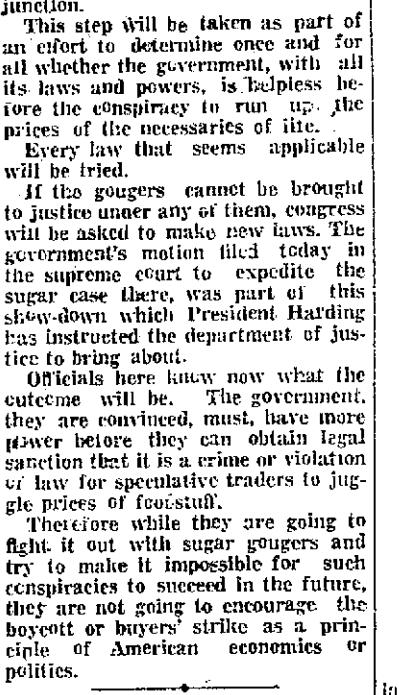 junction.
This step will be taken as part of
an effort to determine once and for
all whether the government, with all
its laws and powers, is helpless be-
fore the conspiracy to run up the
prices of the necessaries of life.
Every law that seems applicable
will be tried.
If the gougers cannot be brought
to justice under any of them, congress
will be asked to make new laws. The
government's motion filed today in
the supreme court to expedite the
sugar case there, was part of this
show-down which President Harding
has instructed the department of jus-
tice to bring about.
Officials here know now what the
outcome will be. The government,
they are convinced, must, have more
power before they can obtain legal
sanction that it is a crime or violation
of law for speculative traders to jug-
gle prices of foodstuff.
Therefore while they are going to
fight it out with sugar gougers and
try to make it impossible for such
conspiracies to succeed in the future,
they are not going to encourage the
boycott or buyers' strike as a prin-
ciple of American economics or
politics.